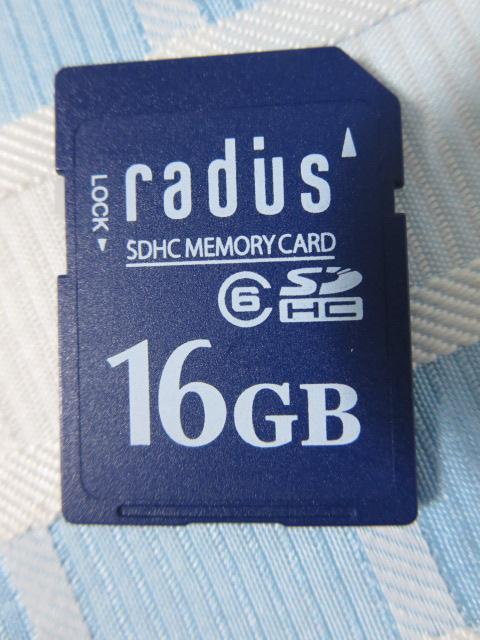 radius
LOCK
SDHC MEMORY CARD
6
SD
HC
16GB